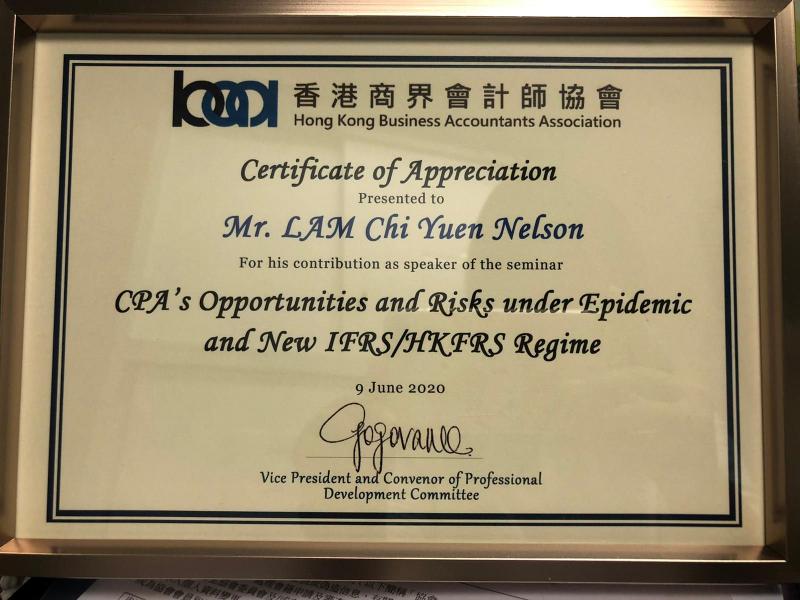 香港商界會計師協會
Hong Kong Business Accountants Association
Certificate of Appreciation
Presented to
Mr. LAM Chi Yuen Nelson
For his contribution as speaker of the seminar
CPA's Opportunities and Risks under Epidemic
and New IFRS/HKFRS Regime
9 June 2020
Vice President and Convenor of Professional
Development Committee